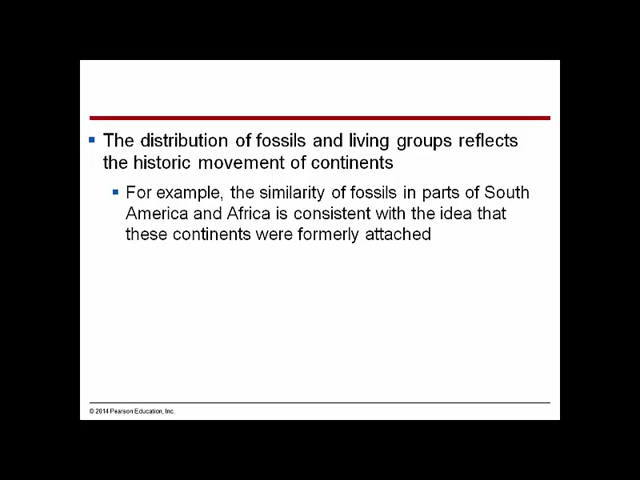 The distribution of fossils and living groups reflects
the historic movement of continents
For example, the similarity of fossils in parts of South
America and Africa is consistent with the idea that
these continents were formerly attached
© 2014 Pearson Education, Inc.